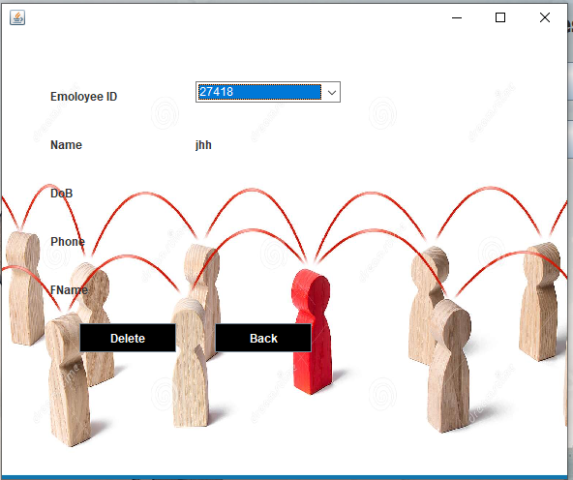 Emoloyee ID
27418
Name
jhh
DoB
Phone
FName
Delete
Back